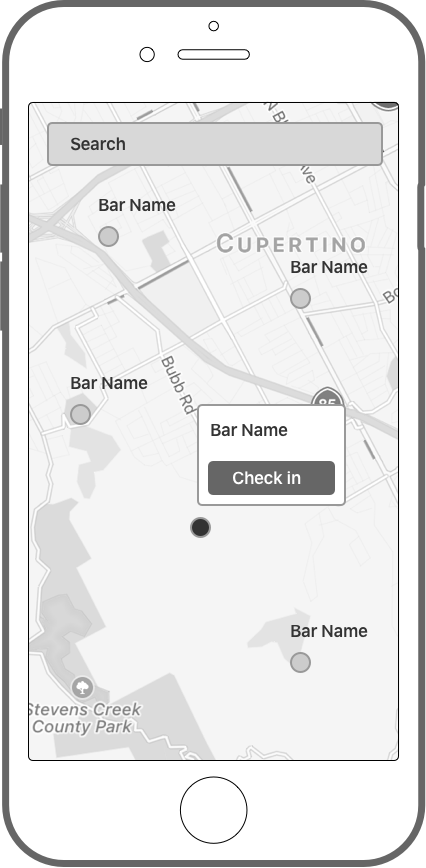 Search
Bar Name
CUPERTINO
Bar Name
Bar Name
Bubb Rd
85
Bar Name
Check in
Bar Name
Stevens Creek
County Park